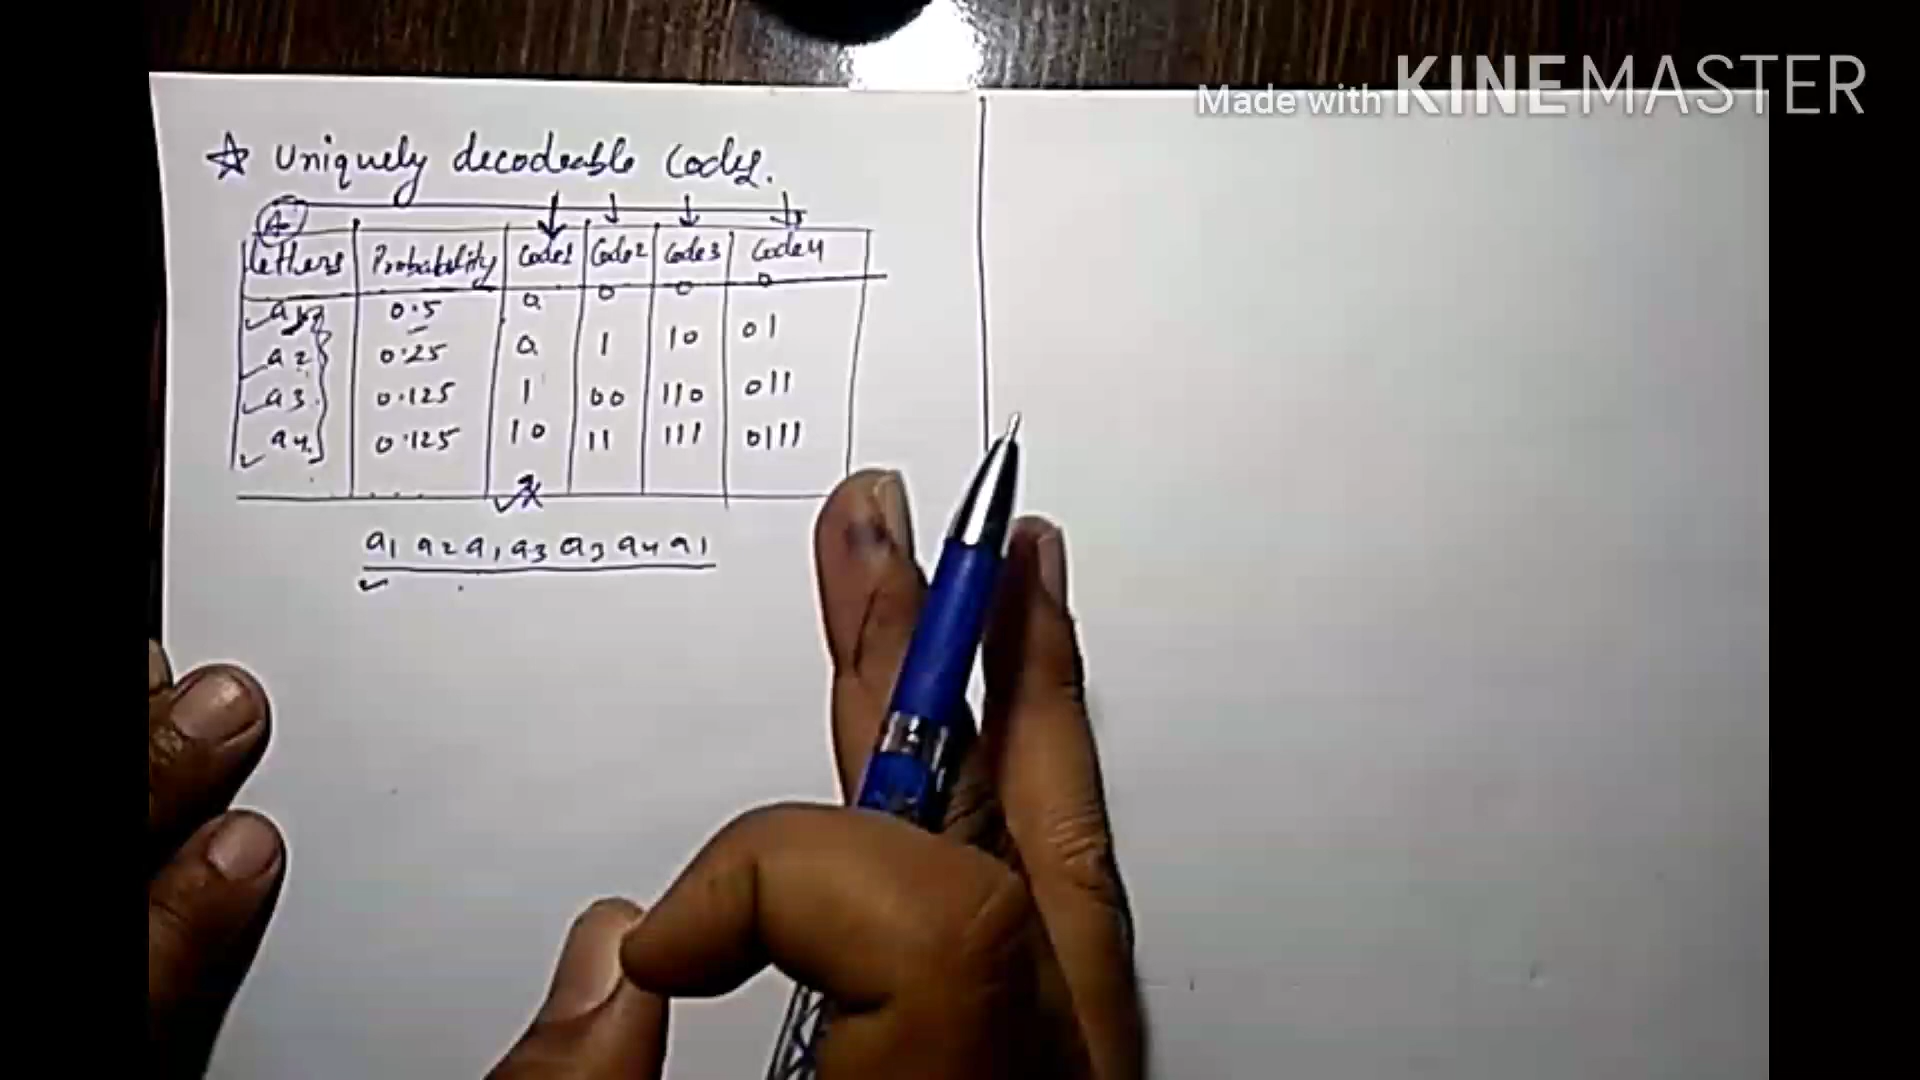 Made with KINEMASTER
☆ Uniquely decodeable Codes.
A
Letters Probability Code1 Code2 Code3 Code4
a1 0.5 0 0 0 0
a2 0.25 0 1 10 01
a3 0.125 1 00 110 011
a4 0.125 10 11 111 0111
a1 a2 a1 a3 a3 a4 a1